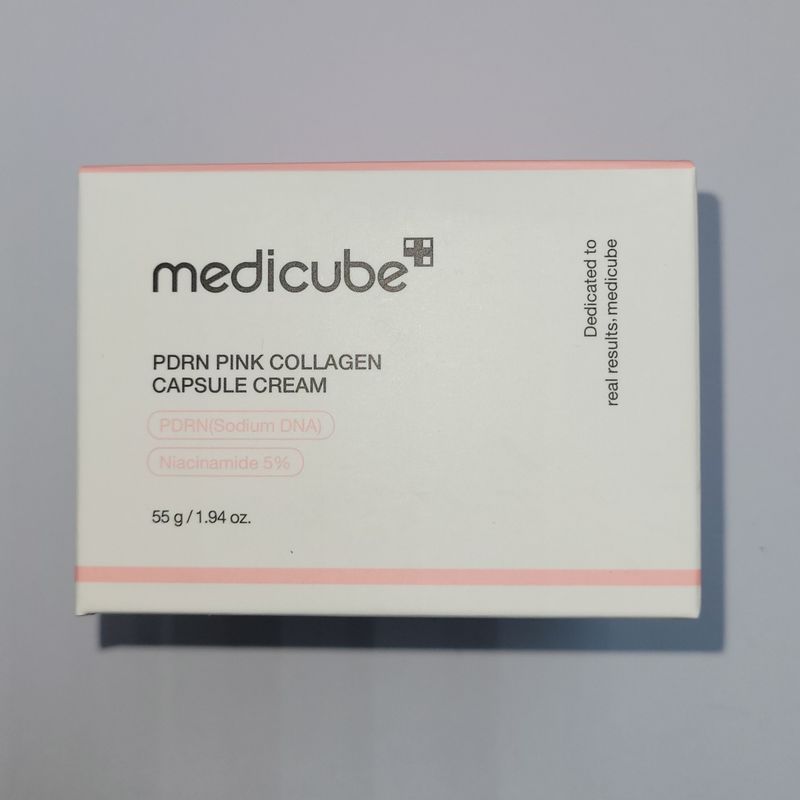 medicube
PDRN PINK COLLAGEN
CAPSULE CREAM
PDRN(Sodium DNA)
Niacinamide 5%
55 g / 1.94 oz.
Dedicated to
real results, medicube